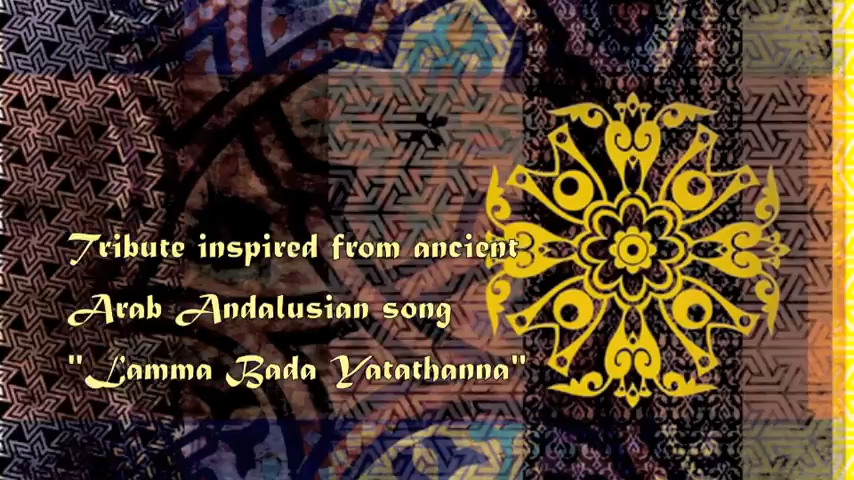 Tribute inspired from ancient
Arab Andalusian song
"Lamma Bada Yatathanna"